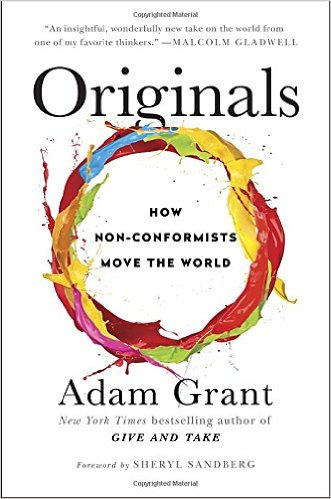 Copyrighted Material
"An insightful, wonderfully new take on the world from
one of my favorite thinkers." —MALCOLM GLADWELL
Originals
HOW
NON-CONFORMISTS
MOVE THE WORLD
Adam Grant
New York Times bestselling author of
GIVE AND TAKE
Foreword by SHERYL SANDBERG
Copyrighted Material